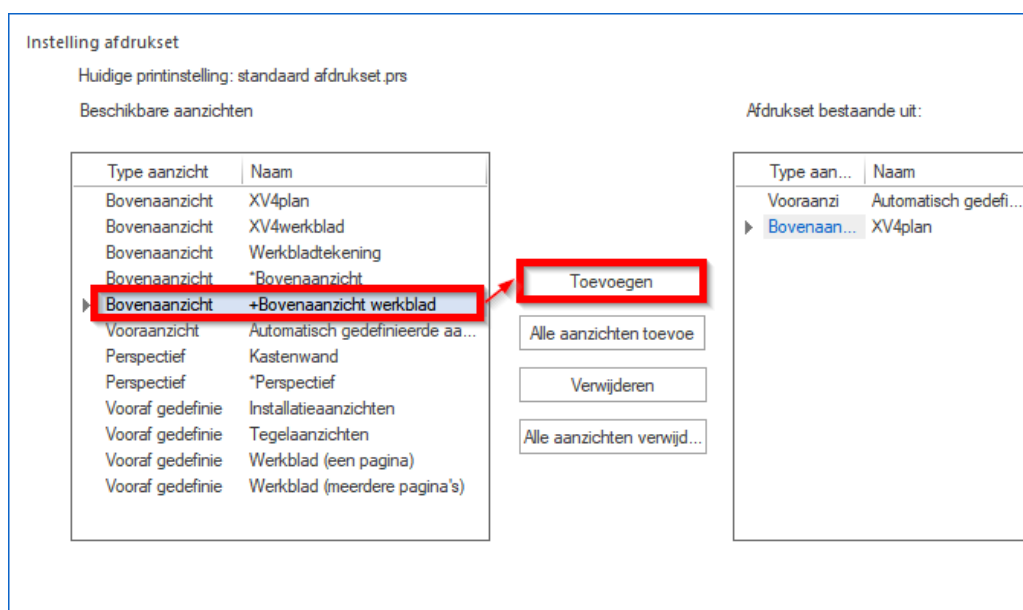 Instelling afdrukset
Huidige printinstelling: standaard afdrukset.prs
Beschikbare aanzichten
Type aanzicht Naam
Bovenaanzicht XV4plan
Bovenaanzicht XV4werkblad
Bovenaanzicht Werkbladtekening
Bovenaanzicht *Bovenaanzicht
Bovenaanzicht +Bovenaanzicht werkblad
Vooraanzicht Automatisch gedefinieerde aa...
Perspectief Kastenwand
Perspectief *Perspectief
Vooraf gedefinie Installatieaanzichten
Vooraf gedefinie Tegelaanzichten
Vooraf gedefinie Werkblad (een pagina)
Vooraf gedefinie Werkblad (meerdere pagina's)
Toevoegen
Alle aanzichten toevoe
Verwijderen
Alle aanzichten verwijd...
Afdrukset bestaande uit:
Type aan... Naam
Vooraanzi Automatisch gedefi...
Bovenaan... XV4plan